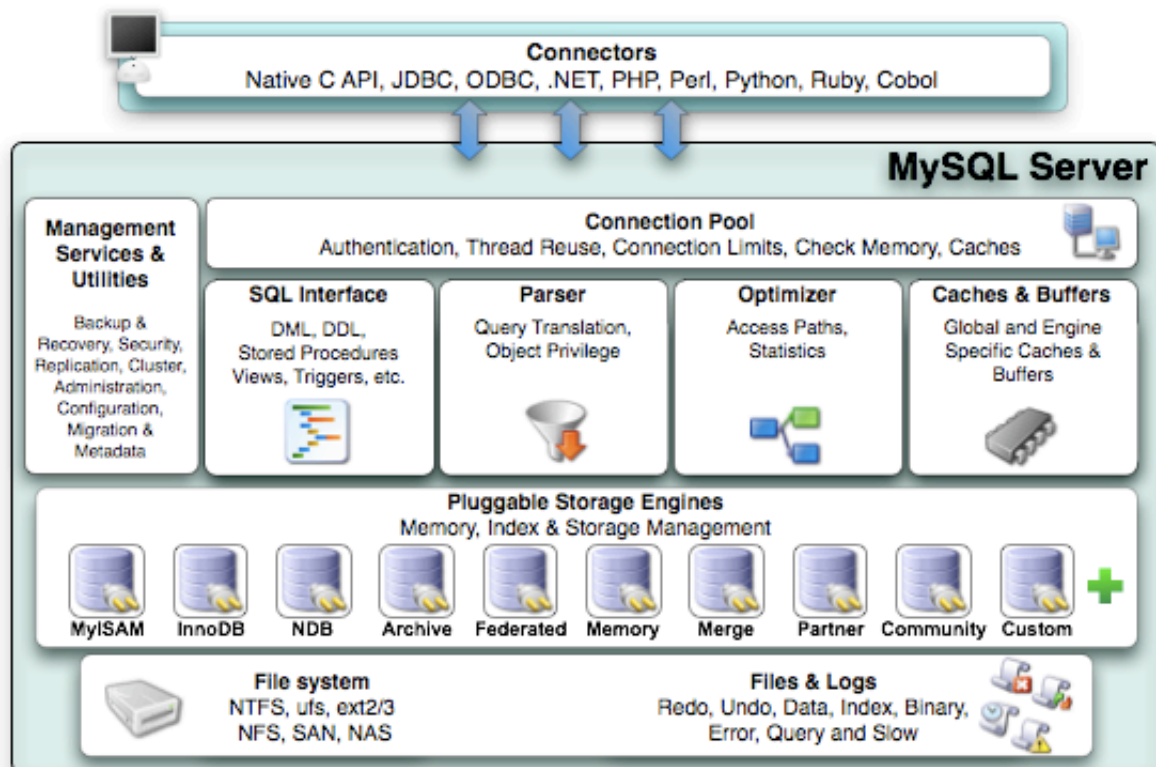 Connectors
Native C API, JDBC, ODBC, .NET, PHP, Perl, Python, Ruby, Cobol
MySQL Server
Management
Services &
Utilities
Backup &
Recovery, Security,
Replication, Cluster,
Administration,
Configuration,
Migration &
Metadata
Connection Pool
Authentication, Thread Reuse, Connection Limits, Check Memory, Caches
SQL Interface
DML, DDL,
Stored Procedures
Views, Triggers, etc.
Parser
Query Translation,
Object Privilege
Optimizer
Access Paths,
Statistics
Caches & Buffers
Global and Engine
Specific Caches &
Buffers
Pluggable Storage Engines
Memory, Index & Storage Management
MyISAM
InnoDB
NDB
Archive
Federated
Memory
Merge
Partner
Community
Custom
File system
NTFS, ufs, ext2/3
NFS, SAN, NAS
Files & Logs
Redo, Undo, Data, Index, Binary,
Error, Query and Slow